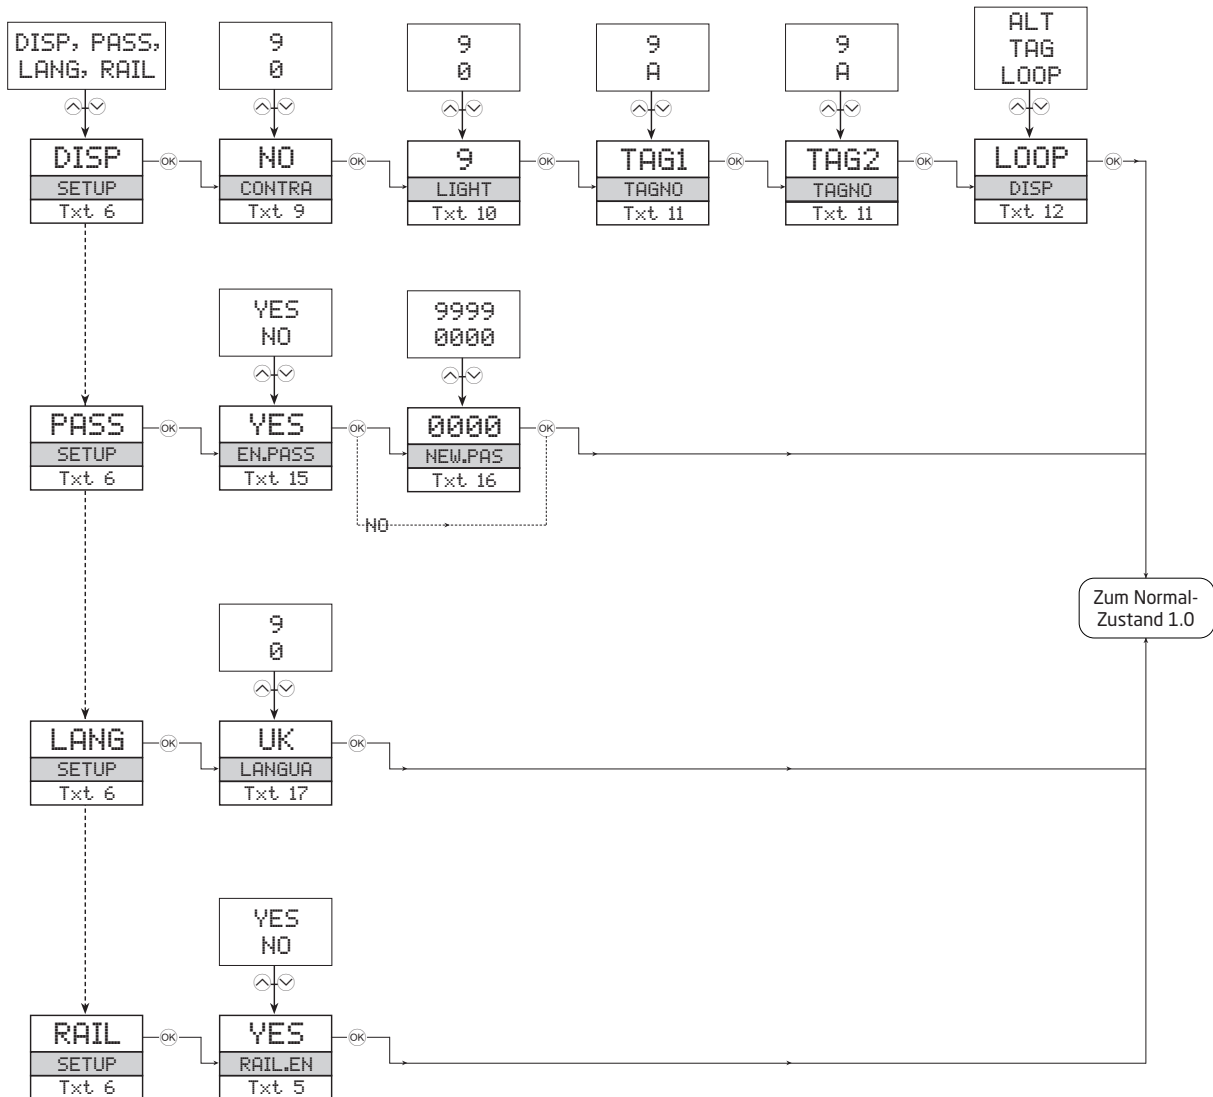 DISP, PASS,
LANG, RAIL
9
0
9
0
9
A
9
A
ALT
TAG
LOOP
DISP
SETUP
Txt 6
OK
NO
CONTRA
Txt 9
OK
9
LIGHT
Txt 10
OK
TAG1
TAGNO
Txt 11
OK
TAG2
TAGNO
Txt 11
OK
LOOP
DISP
Txt 12
OK
YES
NO
9999
0000
PASS
SETUP
Txt 6
OK
YES
EN.PASS
Txt 15
OK
0000
NEW.PAS
Txt 16
OK
NO
Zum Normal-
Zustand 1.0
9
0
LANG
SETUP
Txt 6
OK
UK
LANGUA
Txt 17
OK
YES
NO
RAIL
SETUP
Txt 6
OK
YES
RAIL.EN
Txt 5
OK